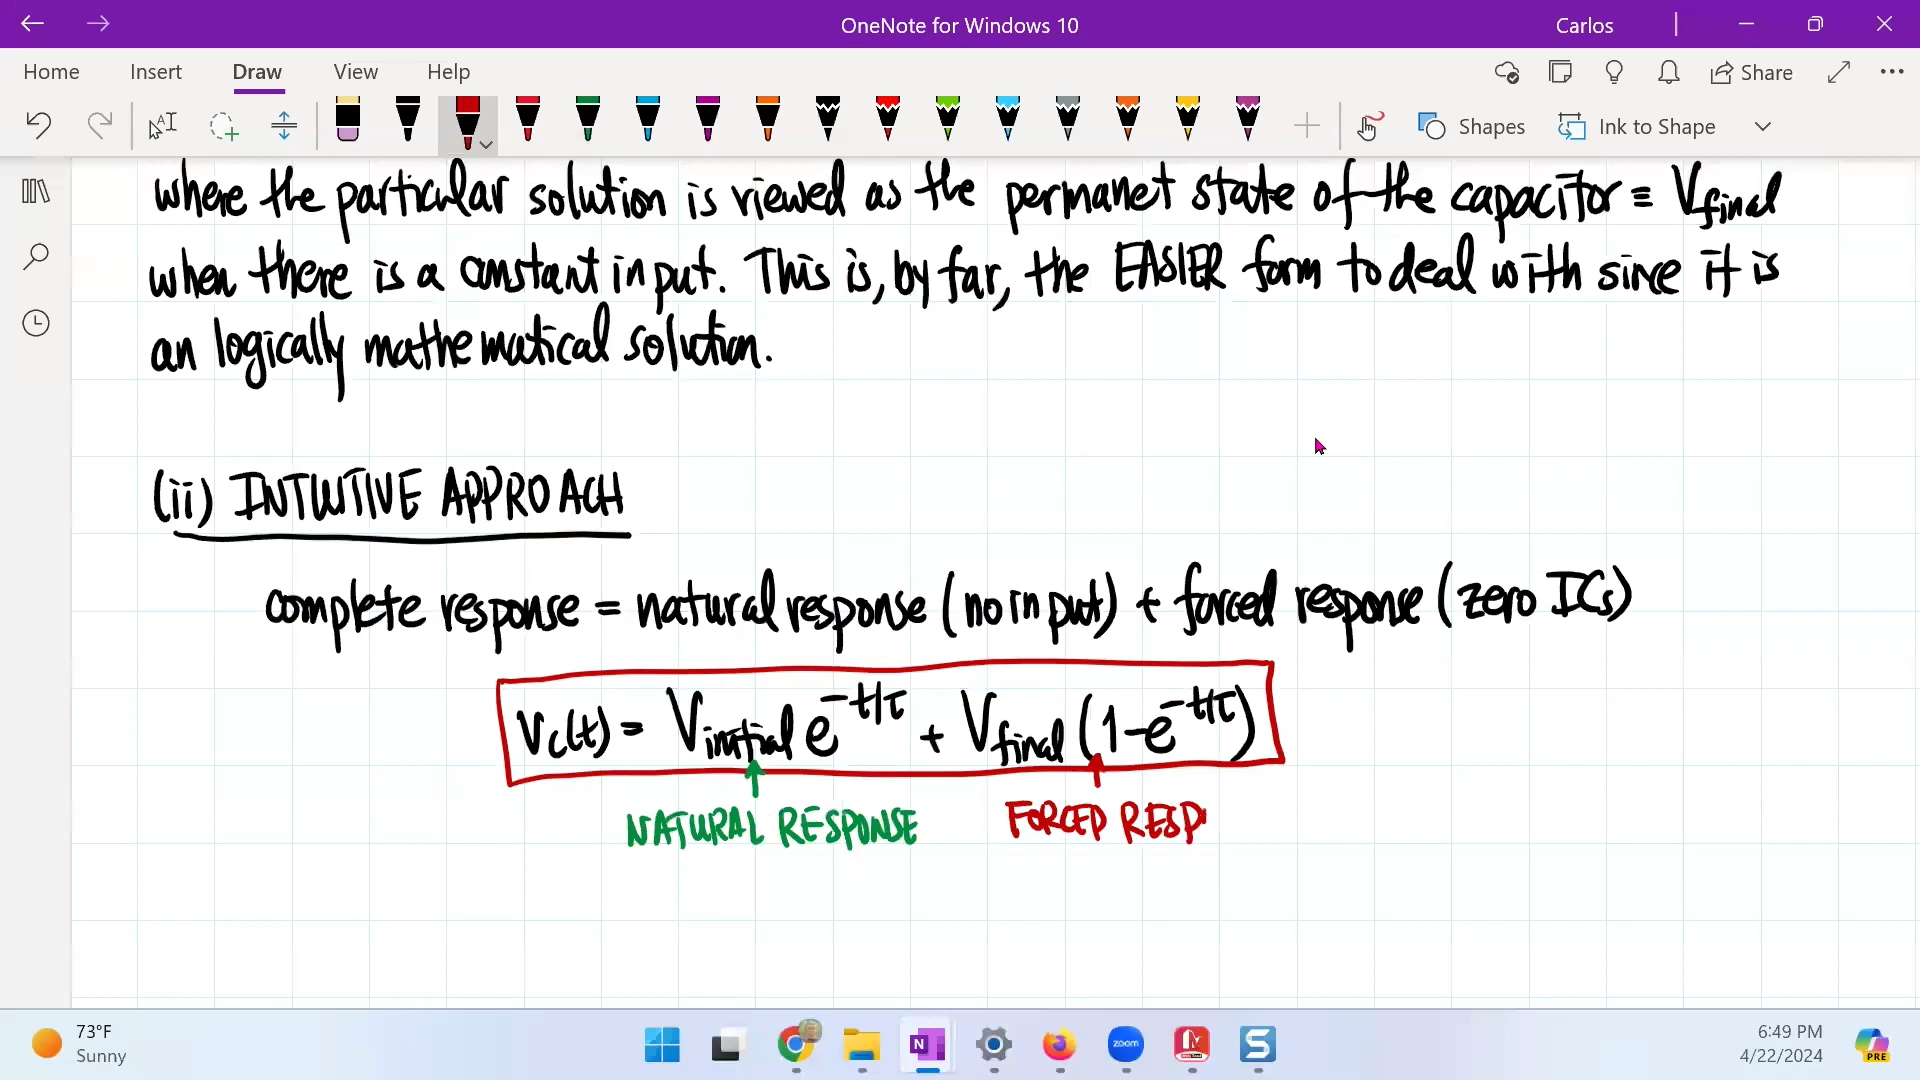 OneNote for Windows 10
Carlos
Home Insert Draw View Help
Share
Shapes Ink to Shape
where the particular solution is viewed as the permanet state of the capacitor ≡ Vfinal
when there is a constant input. This is, by far, the EASIER form to deal with since it is
an logically mathematical solution.
(ii) INTUITIVE APPROACH
complete response = natural response (no input) + forced response (zero ICs)
Vc(t) = Vinitial e^-t/τ + Vfinal (1-e^-t/τ)
NATURAL RESPONSE FORCED RESP
73°F
Sunny
N
zoom
S
6:49 PM
4/22/2024
PRE